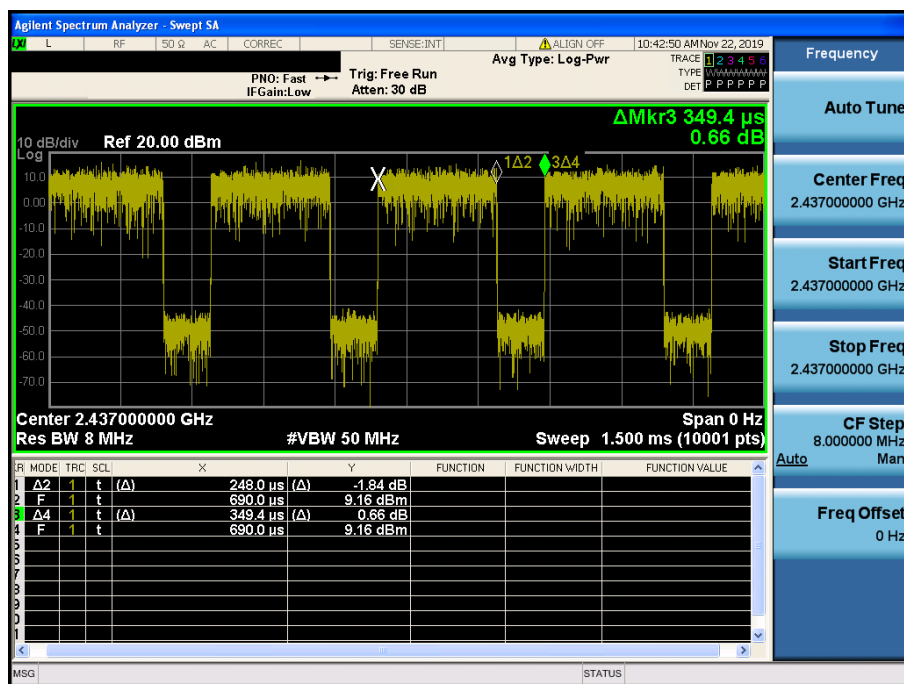 Agilent Spectrum Analyzer - Swept SA
LXI L RF 50 Ω AC CORREC SENSE:INT ALIGN OFF 10:42:50 AM Nov 22, 2019
Frequency
Avg Type: Log-Pwr
TRACE 1 2 3 4 5 6
PNO: Fast Trig: Free Run
TYPE WWWWWW
IFGain:Low Atten: 30 dB
DET P P P P P P
Auto Tune
ΔMkr3 349.4 µs
0.66 dB
10 dB/div Ref 20.00 dBm
Log
1Δ2 3Δ4
10.0
0.00
-10.0
-20.0
-30.0
-40.0
-50.0
-60.0
-70.0
X
Center Freq
2.437000000 GHz
Start Freq
2.437000000 GHz
Stop Freq
2.437000000 GHz
Center 2.437000000 GHz Span 0 Hz
Res BW 8 MHz #VBW 50 MHz Sweep 1.500 ms (10001 pts)
CF Step
8.000000 MHz
Auto Man
MODE TRC SCL X Y FUNCTION FUNCTION WIDTH FUNCTION VALUE
1 Δ2 1 t (Δ) 248.0 µs (Δ) -1.84 dB
2 F 1 t 690.0 µs 9.16 dBm
3 Δ4 1 t (Δ) 349.4 µs (Δ) 0.66 dB
4 F 1 t 690.0 µs 9.16 dBm
5
6
7
8
9
0
1
Freq Offset
0 Hz
MSG STATUS